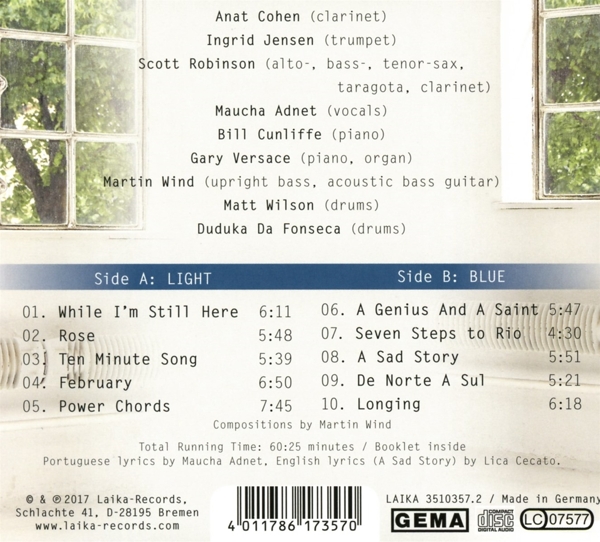 Anat Cohen (clarinet)
Ingrid Jensen (trumpet)
Scott Robinson (alto-, bass-, tenor-sax,
taragota, clarinet)
Maucha Adnet (vocals)
Bill Cunliffe (piano)
Gary Versace (piano, organ)
Martin Wind (upright bass, acoustic bass guitar)
Matt Wilson (drums)
Duduka Da Fonseca (drums)
Side A: LIGHT
01. While I'm Still Here 6:11
02. Rose 5:48
03. Ten Minute Song 5:39
04. February 6:50
05. Power Chords 7:45
Side B: BLUE
06. A Genius And A Saint 5:47
07. Seven Steps to Rio 4:30
08. A Sad Story 5:51
09. De Norte A Sul 5:21
10. Longing 6:18
Compositions by Martin Wind
Total Running Time: 60:25 minutes / Booklet inside
Portuguese lyrics by Maucha Adnet, English lyrics (A Sad Story) by Lica Cecato.
© & ℗ 2017 Laika-Records,
Schlachte 41, D-28195 Bremen
www.laika-records.com
4 011786 173570
LAIKA 3510357.2 / Made in Germany
GEMA
COMPACT disc DIGITAL AUDIO
LC 07577